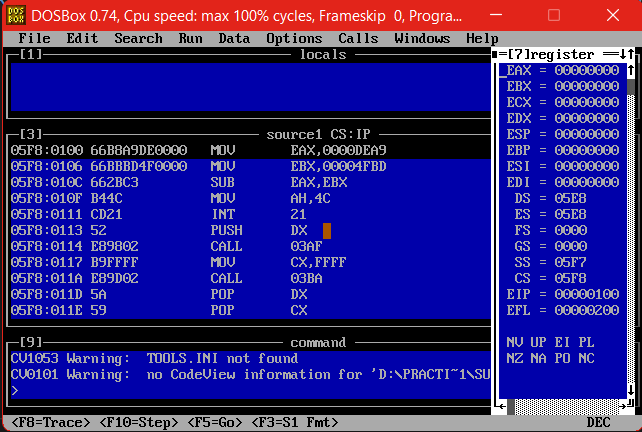 DOSBox 0.74, Cpu speed: max 100% cycles, Frameskip 0, Progra...
File Edit Search Run Data Options Calls Windows Help
[1] locals
[3] source1 CS:IP
05F8:0100 66B8A9DE0000 MOV EAX,0000DEA9
05F8:0106 66BBBD4F0000 MOV EBX,00004FBD
05F8:010C 662BC3 SUB EAX,EBX
05F8:010F B44C MOV AH,4C
05F8:0111 CD21 INT 21
05F8:0113 52 PUSH DX
05F8:0114 E89802 CALL 03AF
05F8:0117 B9FFFF MOV CX,FFFF
05F8:011A E89D02 CALL 03BA
05F8:011D 5A POP DX
05F8:011E 59 POP CX
[9] command
CV1053 Warning: TOOLS.INI not found
CV0101 Warning: no CodeView information for 'D:\PRACTI~1\SU
>
[7]register
EAX = 00000000
EBX = 00000000
ECX = 00000000
EDX = 00000000
ESP = 00000000
EBP = 00000000
ESI = 00000000
EDI = 00000000
DS = 05E8
ES = 05E8
FS = 0000
GS = 0000
SS = 05F7
CS = 05F8
EIP = 00000100
EFL = 00000200
NV UP EI PL
NZ NA PO NC
<F8=Trace> <F10=Step> <F5=Go> <F3=S1 Fmt> DEC